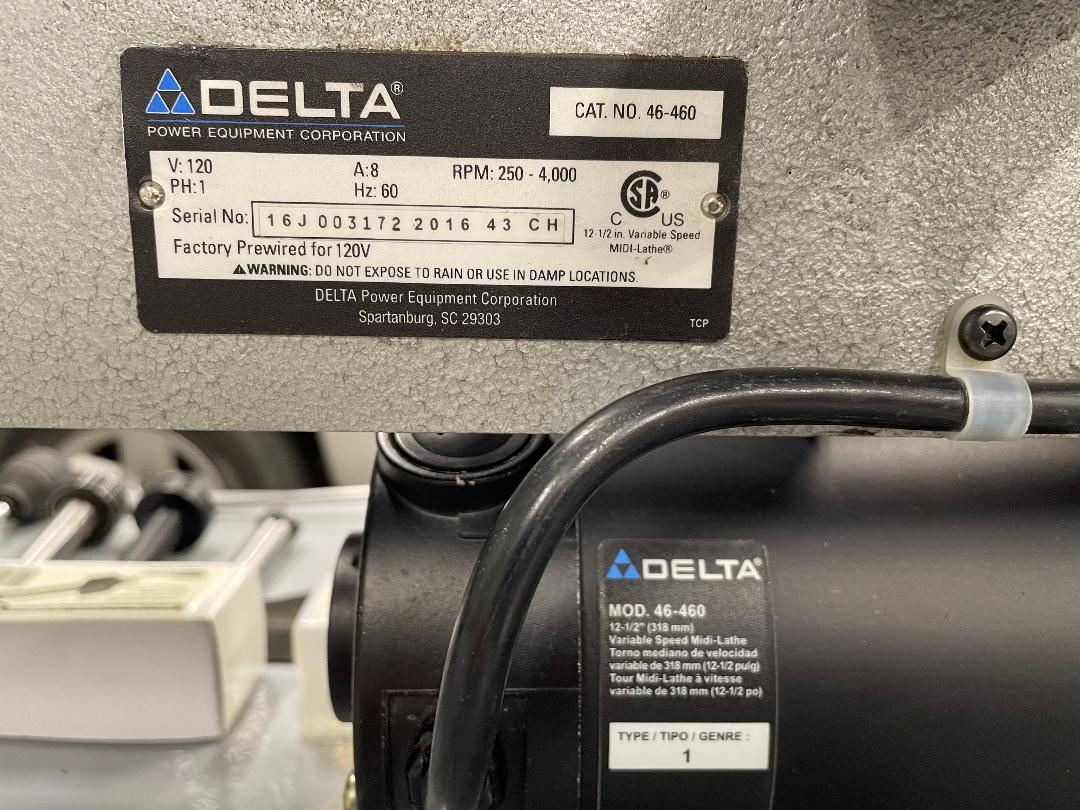 DELTA®
POWER EQUIPMENT CORPORATION
CAT. NO. 46-460
V: 120 A:8 RPM: 250 - 4,000
PH:1 Hz: 60
Serial No: 16J 003172 2016 43 CH
Factory Prewired for 120V
CSA®
C US
12-1/2 in. Variable Speed
MIDI-Lathe®
⚠WARNING: DO NOT EXPOSE TO RAIN OR USE IN DAMP LOCATIONS.
DELTA Power Equipment Corporation
Spartanburg, SC 29303
TCP
DELTA®
MOD. 46-460
12-1/2" (318 mm)
Variable Speed Midi-Lathe
Torno mediano de velocidad
variable de 318 mm (12-1/2 pulg)
Tour Midi-Lathe à vitesse
variable de 318 mm (12-1/2 po)
TYPE / TIPO / GENRE :
1